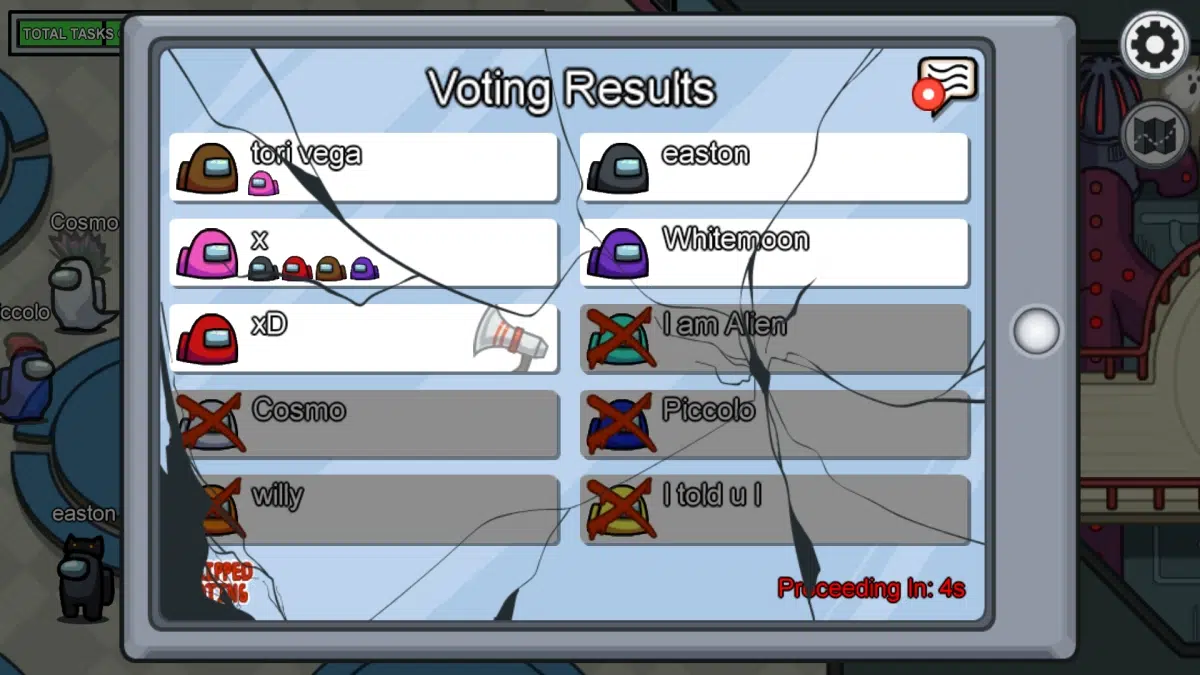 TOTAL TASKS
Voting Results
tori vega
easton
x
Whitemoon
xD
I am Alien
Cosmo
Piccolo
willy
I told u I
Proceeding In: 4s
Cosmo
iccolo
easton